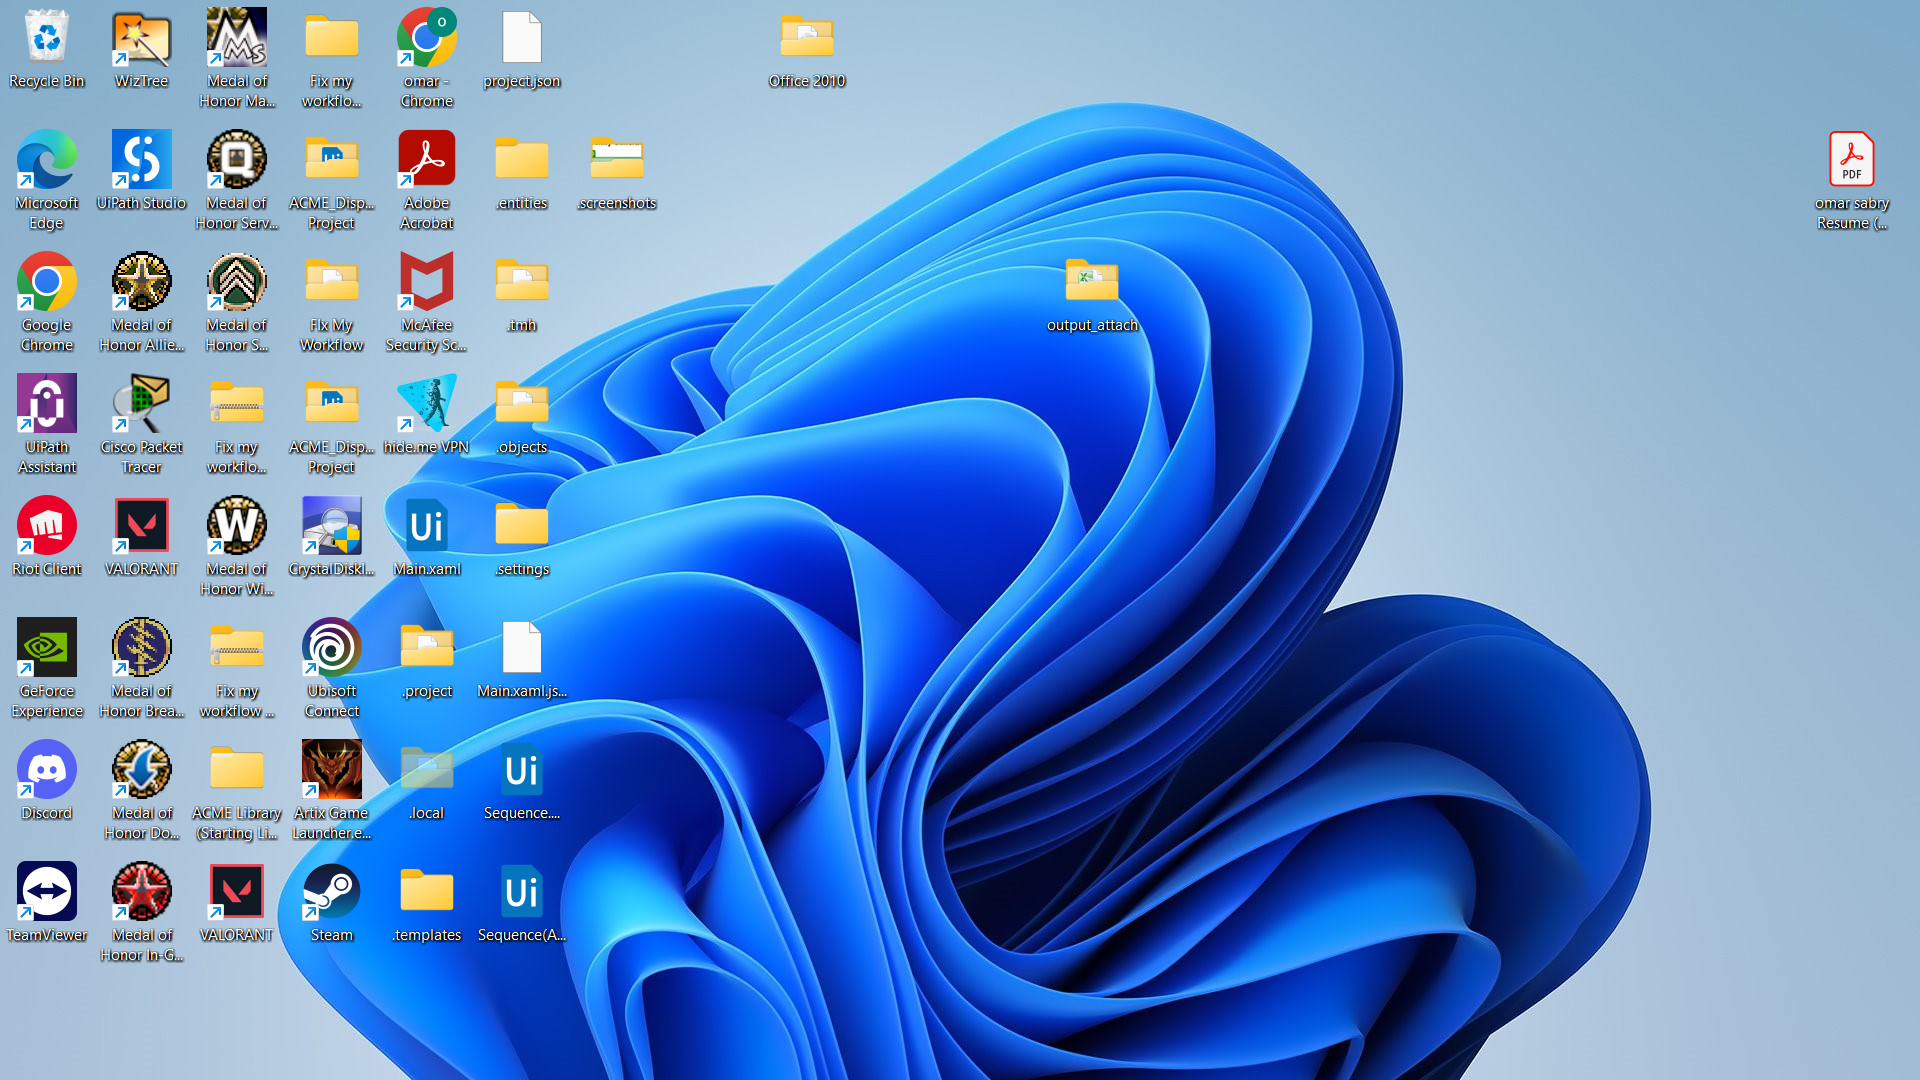 Recycle Bin
WizTree
Medal of
Honor Ma...
Fix my
workflo...
omar -
Chrome
project.json
Office 2010
Microsoft
Edge
UiPath Studio
Medal of
Honor Serv...
ACME_Disp...
Project
Adobe
Acrobat
.entities
.screenshots
PDF
omar sabry
Resume (...
Google
Chrome
Medal of
Honor Allie...
Medal of
Honor S...
FIx My
Workflow
McAfee
Security Sc...
.tmh
output_attach
UiPath
Assistant
Cisco Packet
Tracer
Fix my
workflo...
ACME_Disp...
Project
hide.me VPN
.objects
Riot Client
VALORANT
W
Medal of
Honor Wi...
CrystalDiskI...
Ui
Main.xaml
.settings
GeForce
Experience
Medal of
Honor Brea...
Fix my
workflow ...
Ubisoft
Connect
.project
Main.xaml.js...
Discord
Medal of
Honor Do...
ACME Library
(Starting Li...
Artix Game
Launcher.e...
.local
Ui
Sequence....
TeamViewer
Medal of
Honor In-G...
VALORANT
Steam
.templates
Ui
Sequence(A...